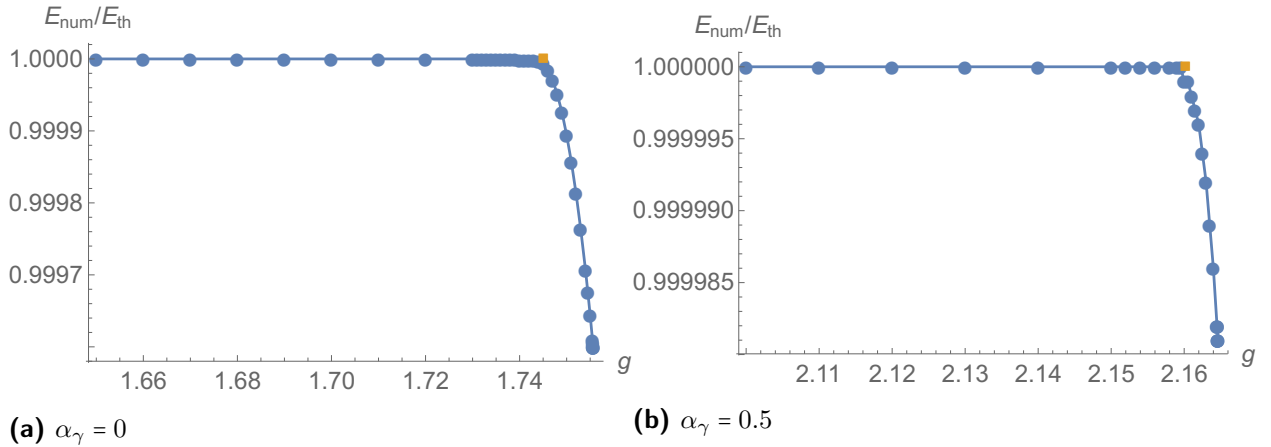 E_num/E_th
1.0000
0.9999
0.9998
0.9997
1.66 1.68 1.70 1.72 1.74 g
(a) α_γ = 0
E_num/E_th
1.000000
0.999995
0.999990
0.999985
2.11 2.12 2.13 2.14 2.15 2.16 g
(b) α_γ = 0.5